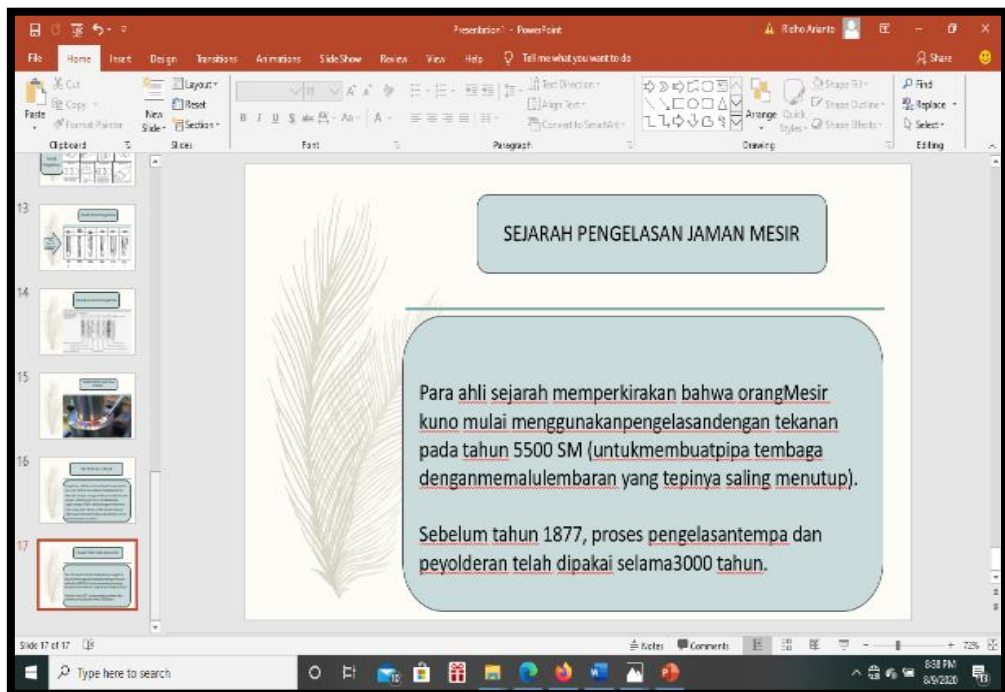 Presentation1 - PowerPoint
Ridho Arianto
File Home Insert Design Transitions Animations Slide Show Review View Help Tell me what you want to do Share
Cut
Copy
Format Painter
Paste
New
Slide
Layout
Reset
Section
Text Direction
Align Text
Convert to SmartArt
Arrange
Quick
Styles
Shape Fill
Shape Outline
Shape Effects
Find
Replace
Select
Clipboard Slides Font Paragraph Drawing Editing
13
14
15
16
17
SEJARAH PENGELASAN JAMAN MESIR
Para ahli sejarah memperkirakan bahwa orangMesir
kuno mulai menggunakanpengelasandengan tekanan
pada tahun 5500 SM (untukmembuatpipa tembaga
denganmemalulembaran yang tepinya saling menutup).
Sebelum tahun 1877, proses pengelasantempa dan
peyolderan telah dipakai selama3000 tahun.
Slide 17 of 17
Notes Comments 72%
Type here to search
8:38 PM
8/9/2020